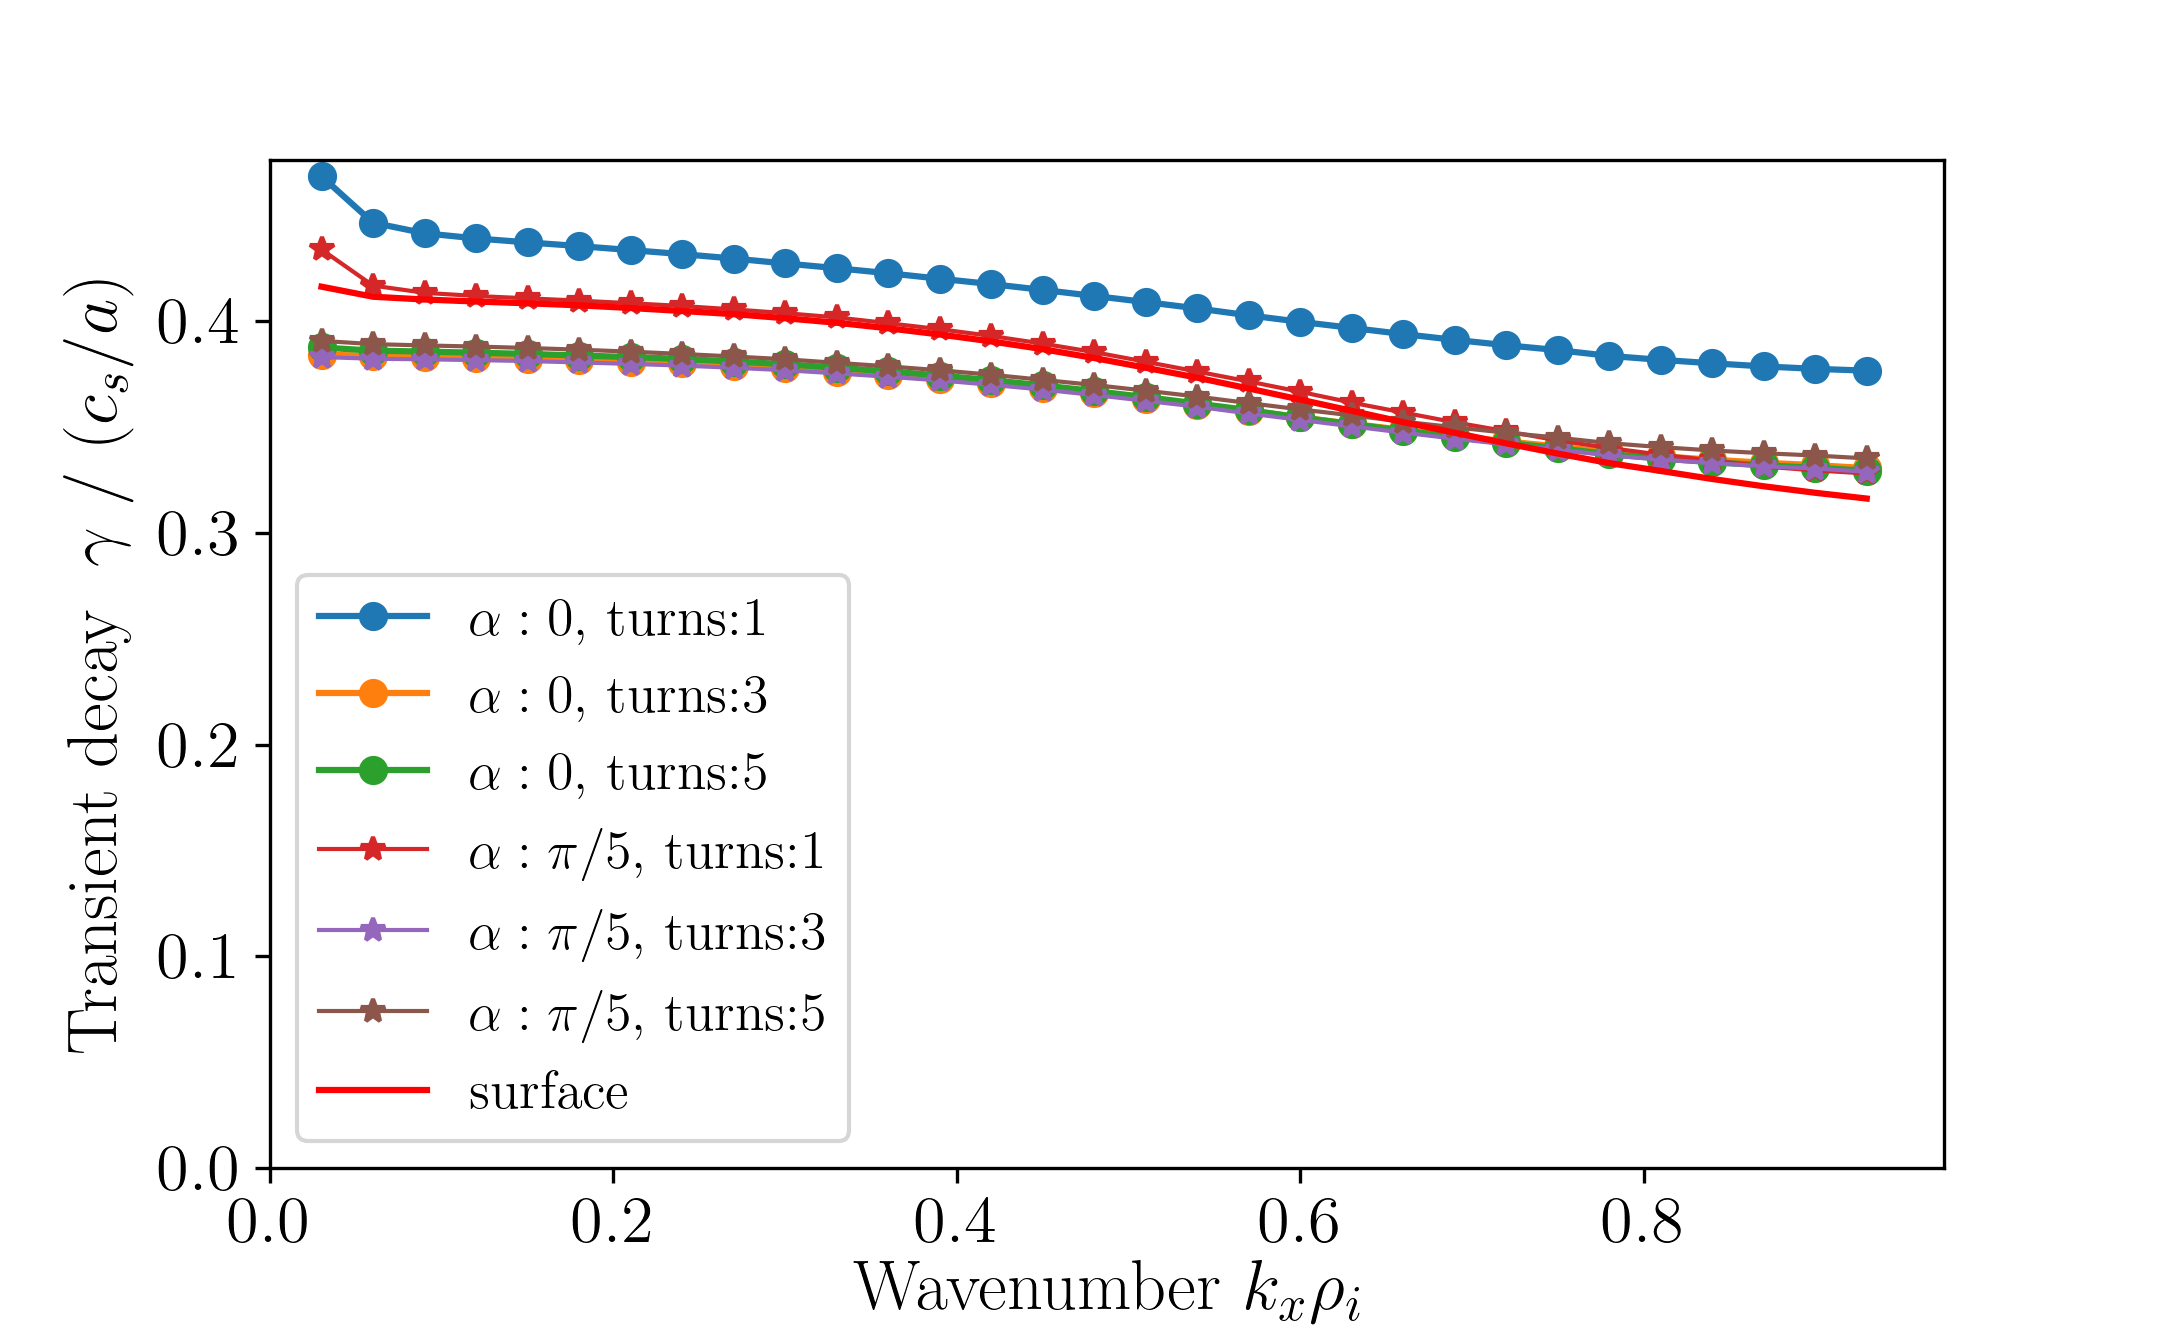 Transient decay γ / (c_s/a)
0.4
0.3
0.2
0.1
0.0
α : 0, turns:1
α : 0, turns:3
α : 0, turns:5
α : π/5, turns:1
α : π/5, turns:3
α : π/5, turns:5
surface
0.0 0.2 0.4 0.6 0.8
Wavenumber k_xρ_i